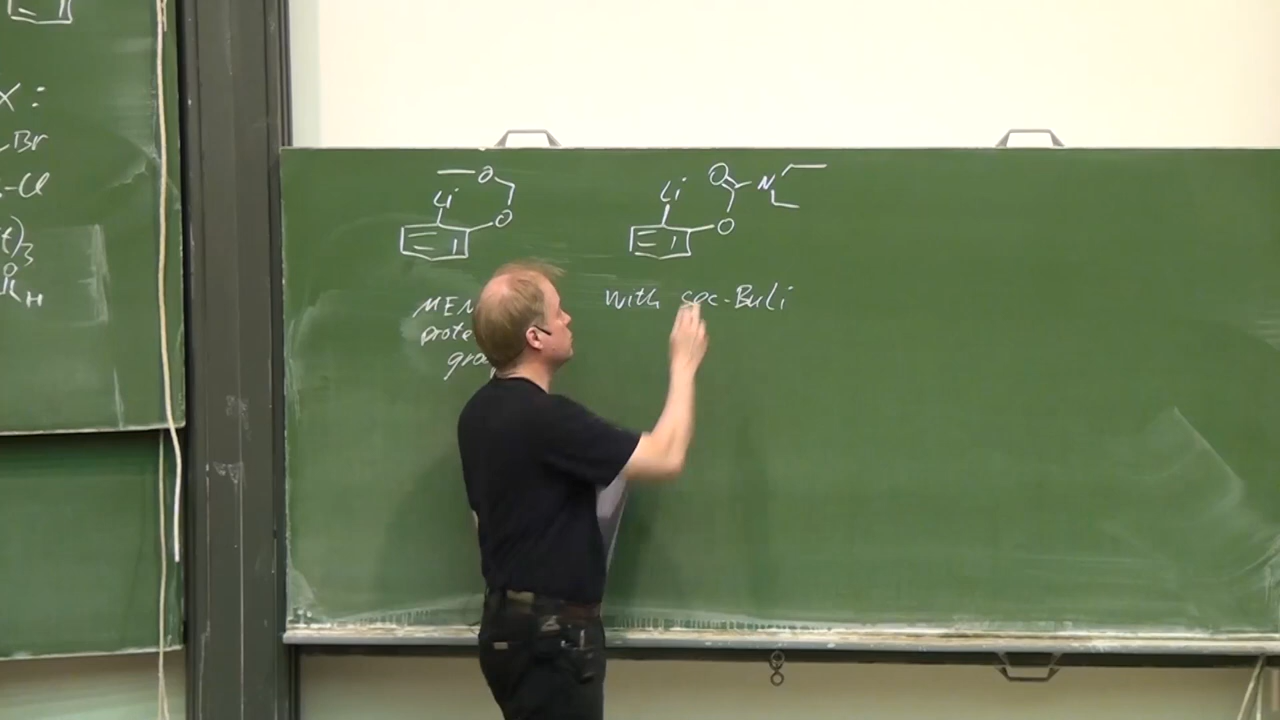 X:
Br
-Cl
)3
H
O
Li
O
MEM
prote
gro
Li
O
N
O
with sec-BuLi